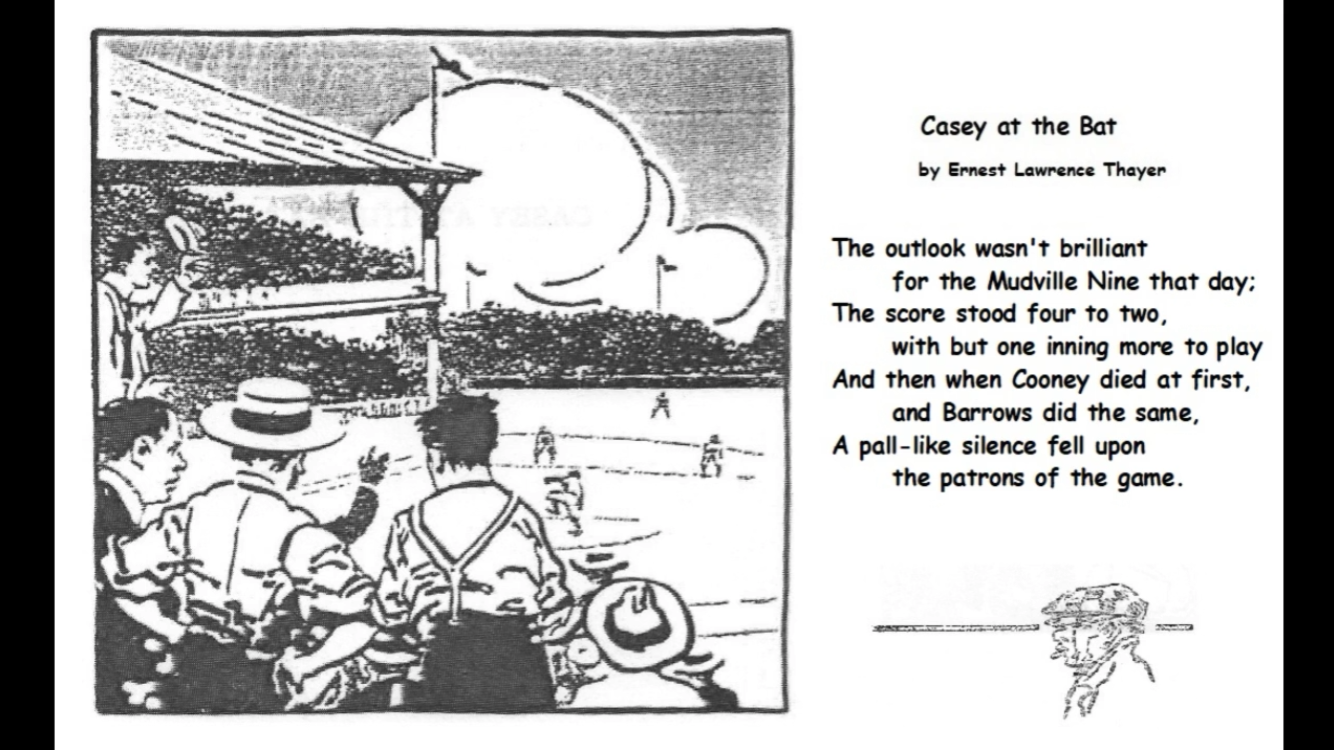 Casey at the Bat
by Ernest Lawrence Thayer
The outlook wasn't brilliant
for the Mudville Nine that day;
The score stood four to two,
with but one inning more to play
And then when Cooney died at first,
and Barrows did the same,
A pall-like silence fell upon
the patrons of the game.